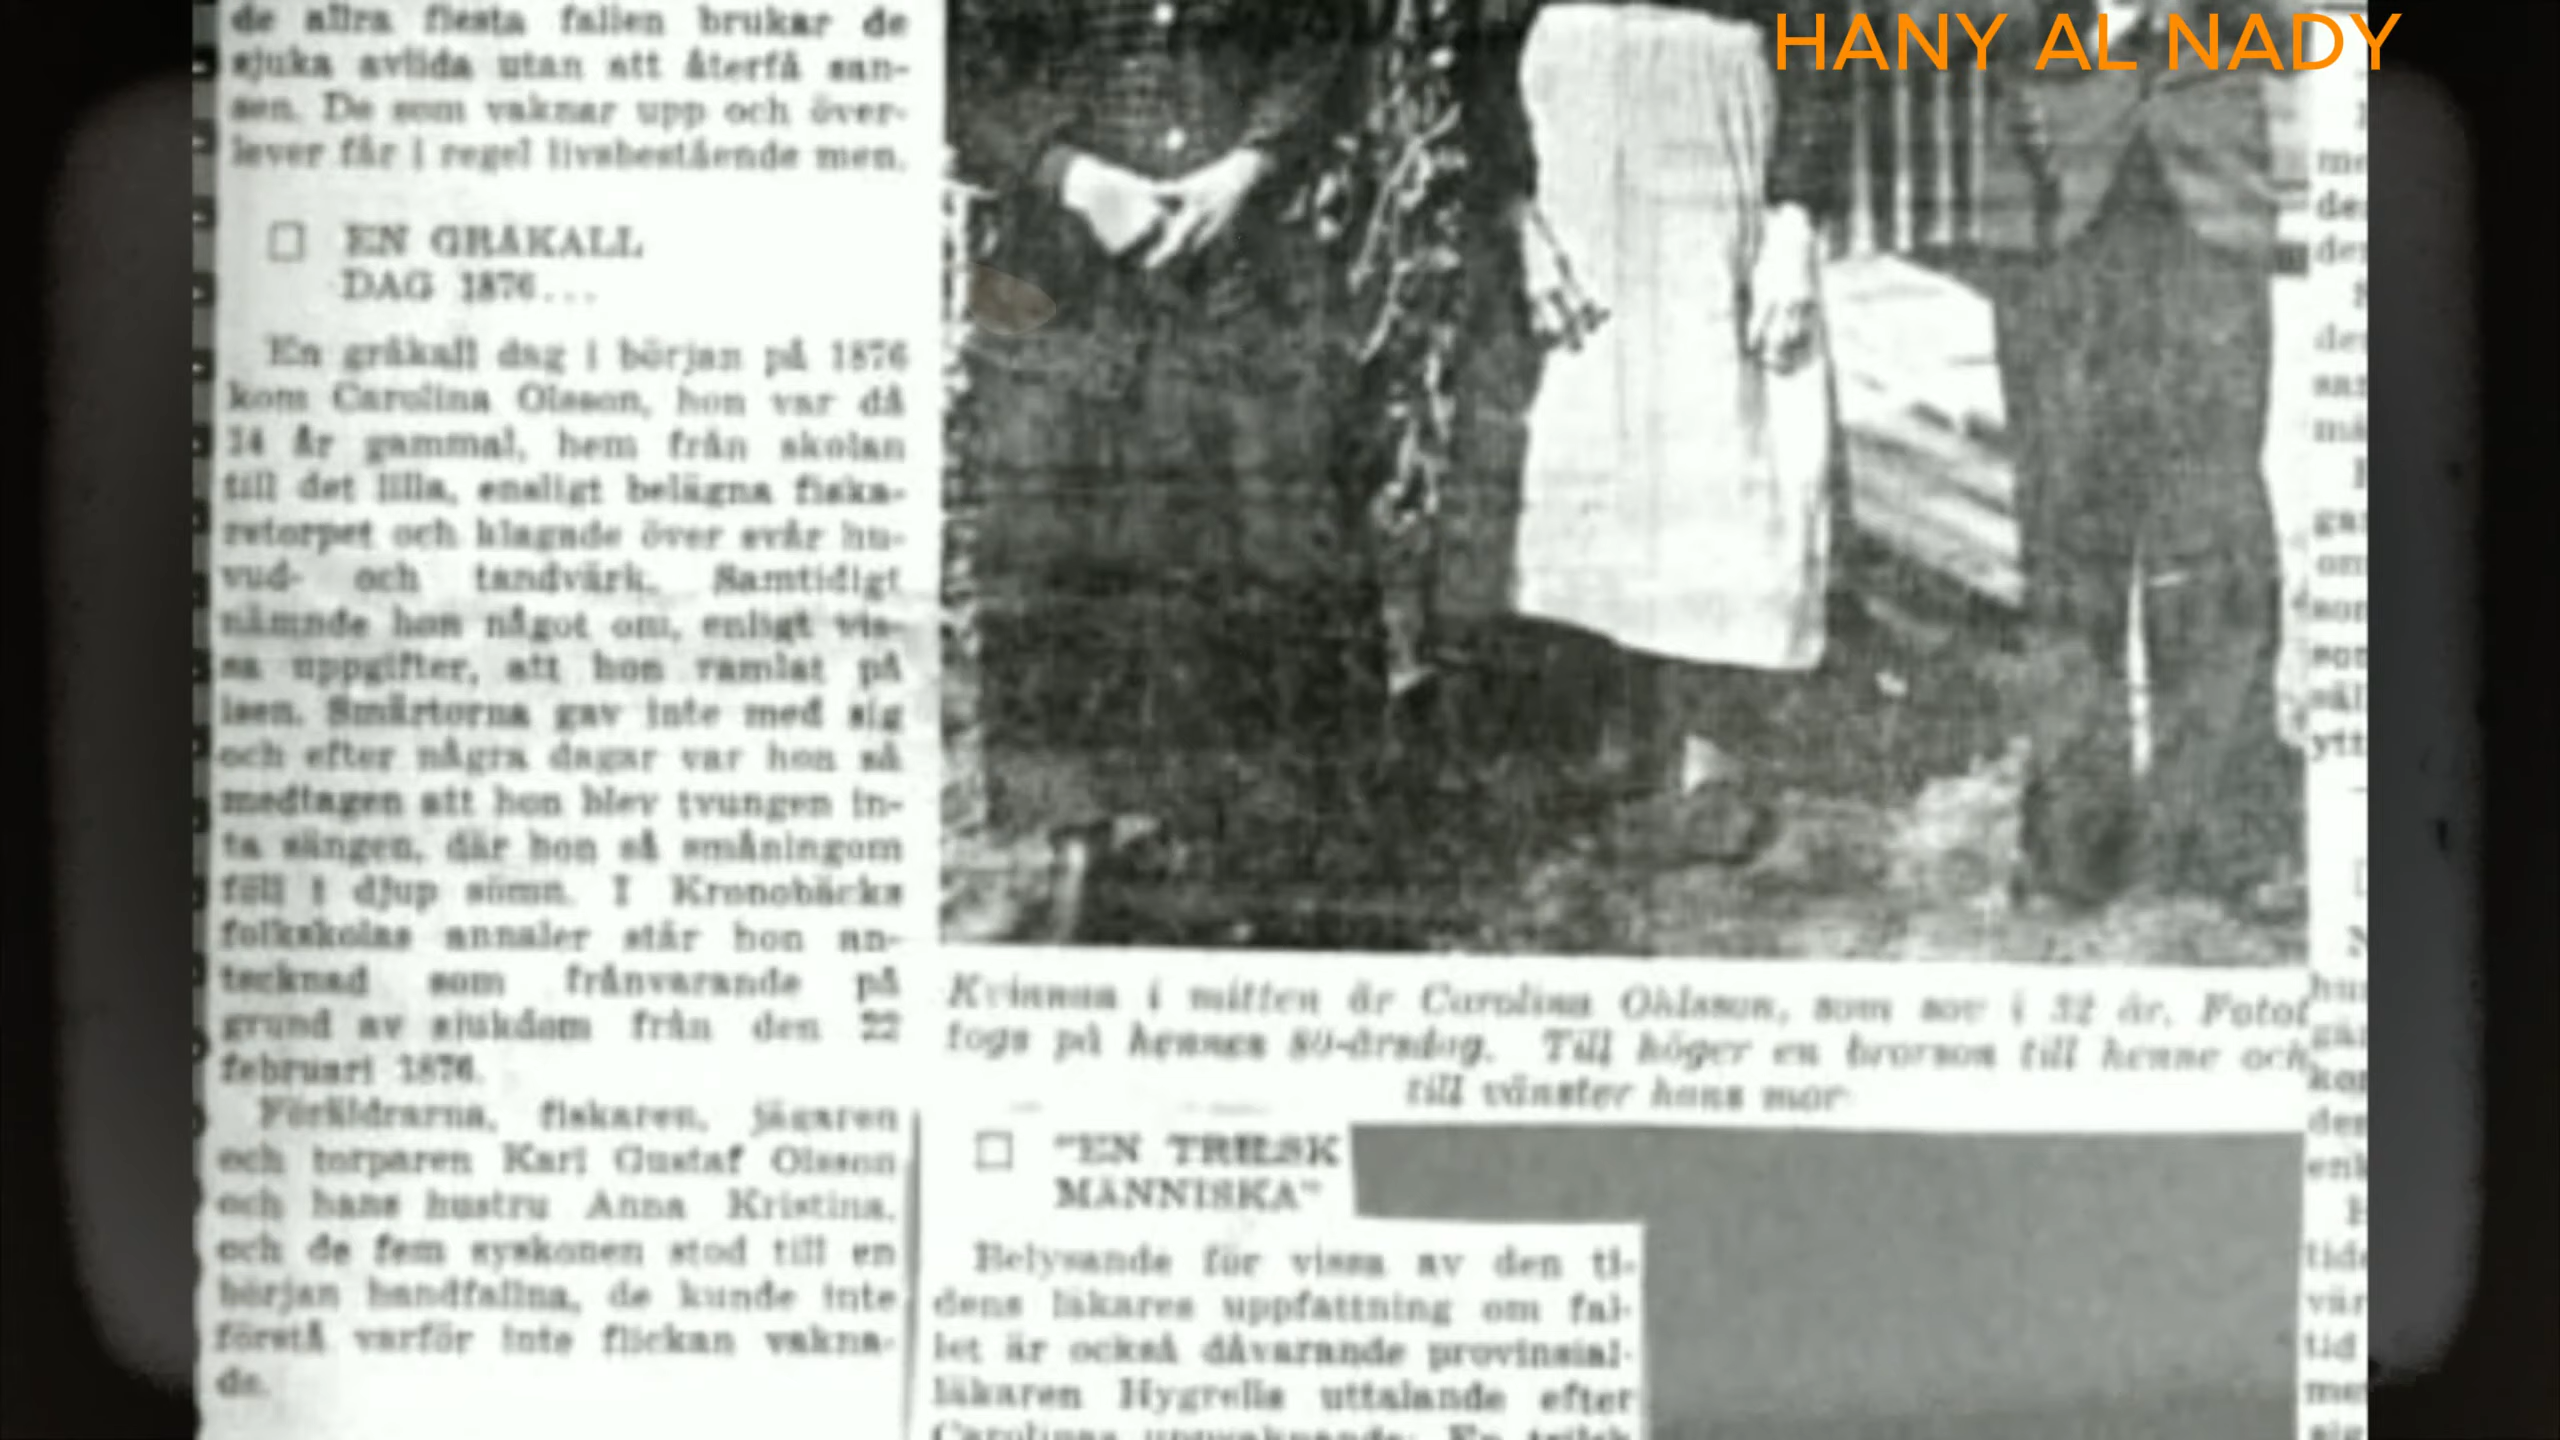 HANY AL NADY
de allra flesta fallen brukar de
sjuka avlida utan att återfå san-
sen. De som vaknar upp och över-
lever får i regel livsbestående men.
EN GRÅKALL
DAG 1876...
En gråkall dag i början på 1876
kom Carolina Olsson, hon var då
14 år gammal, hem från skolan
till det lilla, ensligt belägna fiska-
retorpet och klagade över svår hu-
vud- och tandvärk. Samtidigt
nämnde hon något om, enligt vis-
sa uppgifter, att hon ramlat på
isen. Smärtorna gav inte med sig
och efter några dagar var hon så
medtagen att hon blev tvungen in-
ta sängen, där hon så småningom
föll i djup sömn. I Kronobäcks
folkskolas annaler står hon an-
tecknad som frånvarande på
grund av sjukdom från den 22
februari 1876.
Föräldrarna, fiskaren, jägaren
och torparen Karl Gustaf Olsson
och hans hustru Anna Kristina,
och de fem syskonen stod till en
början handfallna, de kunde inte
förstå varför inte flickan vakna-
de.
Kvinnan i mitten är Carolina Ohlsson, som sov i 32 år. Fotot
togs på hennes 80-årsdag. Till höger en brorson till henne och
till vänster hans mor
"EN TRILSK
MÄNNISKA"
Belysande för vissa av den ti-
dens läkares uppfattning om fal-
let är också dåvarande provinsial-
läkaren Hygrells uttalande efter
Carolinas uppvaknande: En trilsk